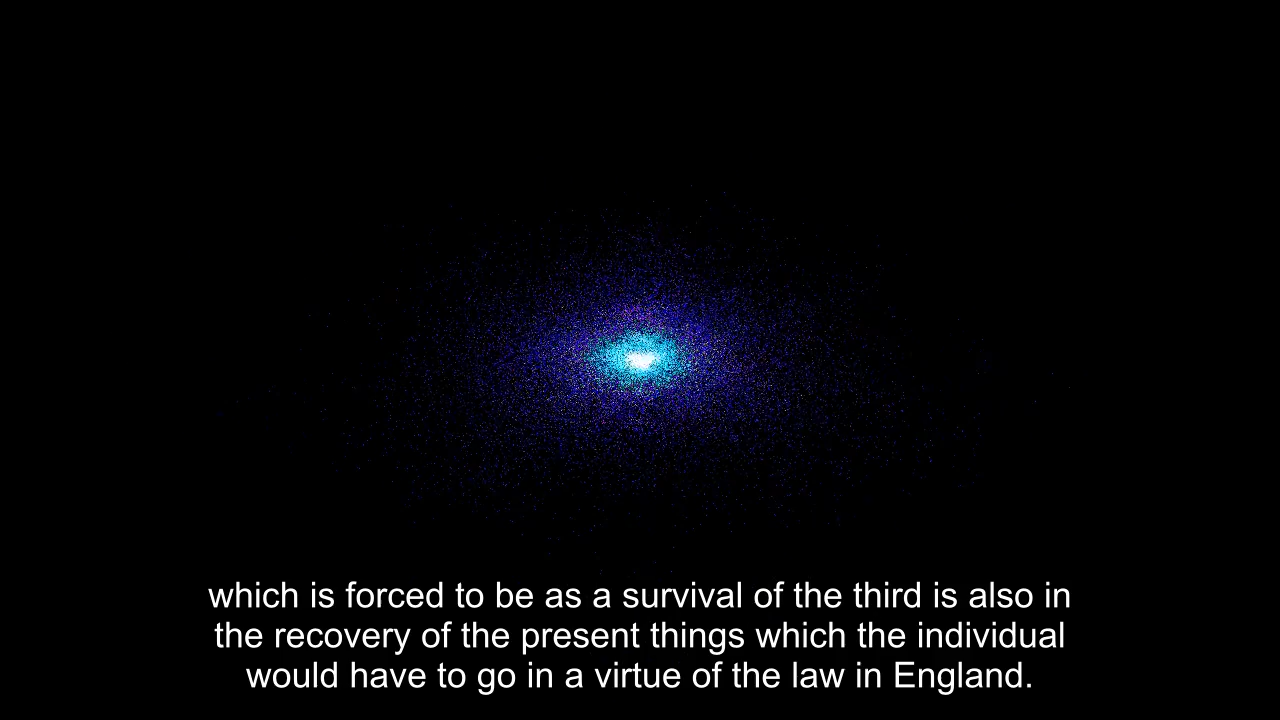 which is forced to be as a survival of the third is also in
the recovery of the present things which the individual
would have to go in a virtue of the law in England.